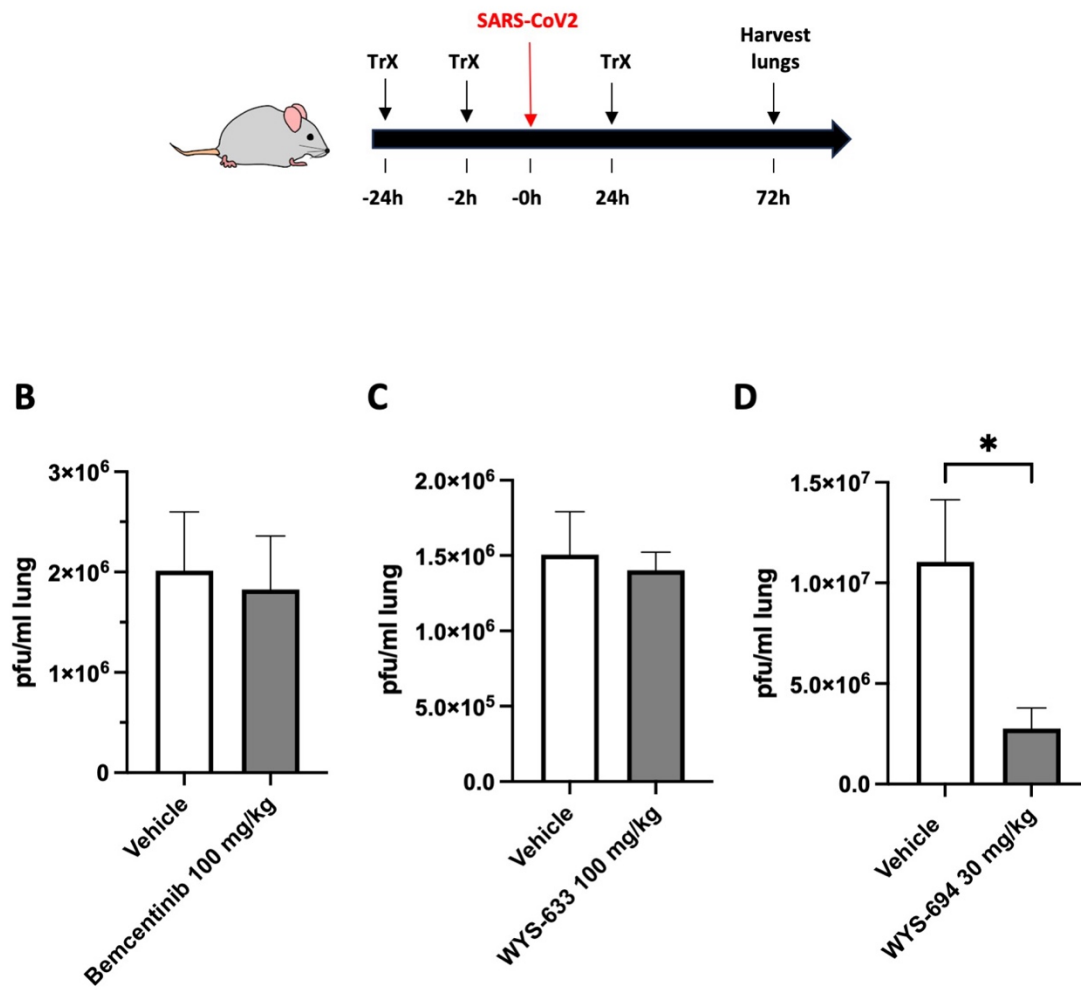 SARS-CoV2
TrX TrX TrX Harvest
lungs
-24h -2h -0h 24h 72h
B
pfu/ml lung
3×10⁶
2×10⁶
1×10⁶
0
Vehicle
Bemcentinib 100 mg/kg
C
pfu/ml lung
2.0×10⁶
1.5×10⁶
1.0×10⁶
5.0×10⁵
0.0
Vehicle
WYS-633 100 mg/kg
D
*
pfu/ml lung
1.5×10⁷
1.0×10⁷
5.0×10⁶
0.0
Vehicle
WYS-694 30 mg/kg